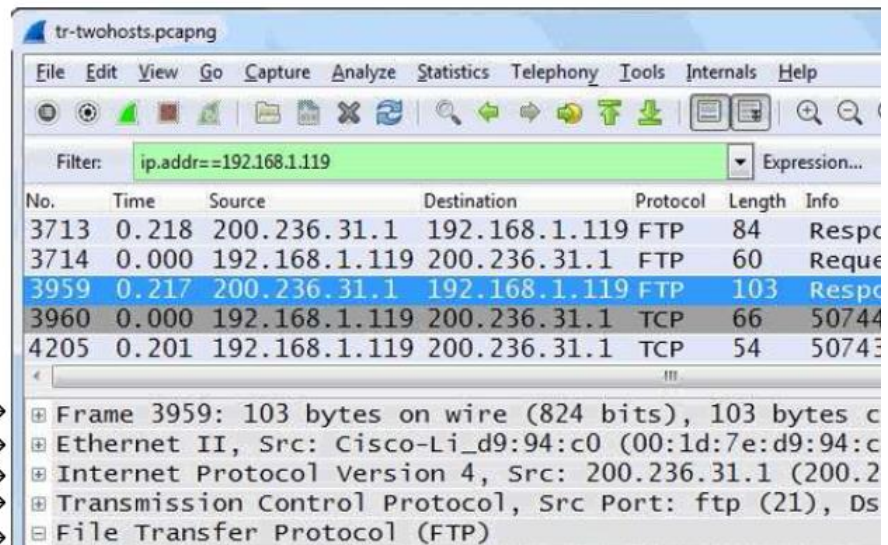 tr-twohosts.pcapng
File Edit View Go Capture Analyze Statistics Telephony Tools Internals Help
Filter: ip.addr==192.168.1.119 Expression...
No. Time Source Destination Protocol Length Info
3713 0.218 200.236.31.1 192.168.1.119 FTP 84 Respo
3714 0.000 192.168.1.119 200.236.31.1 FTP 60 Reque
3959 0.217 200.236.31.1 192.168.1.119 FTP 103 Respo
3960 0.000 192.168.1.119 200.236.31.1 TCP 66 50744
4205 0.201 192.168.1.119 200.236.31.1 TCP 54 50743
Frame 3959: 103 bytes on wire (824 bits), 103 bytes c
Ethernet II, Src: Cisco-Li_d9:94:c0 (00:1d:7e:d9:94:c
Internet Protocol Version 4, Src: 200.236.31.1 (200.2
Transmission Control Protocol, Src Port: ftp (21), Ds
File Transfer Protocol (FTP)